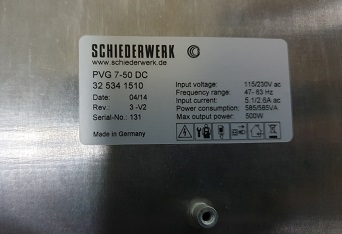 SCHIEDERWERK
www.schiederwerk.de
PVG 7-50 DC
32 534 1510
Date: 04/14
Rev.: 3 -V2
Serial-No.: 131
Made in Germany
Input voltage: 115/230V ac
Frequency range: 47- 63 Hz
Input current: 5.1/2.8A ac
Power consumption: 585/585VA
Max output power: 500W